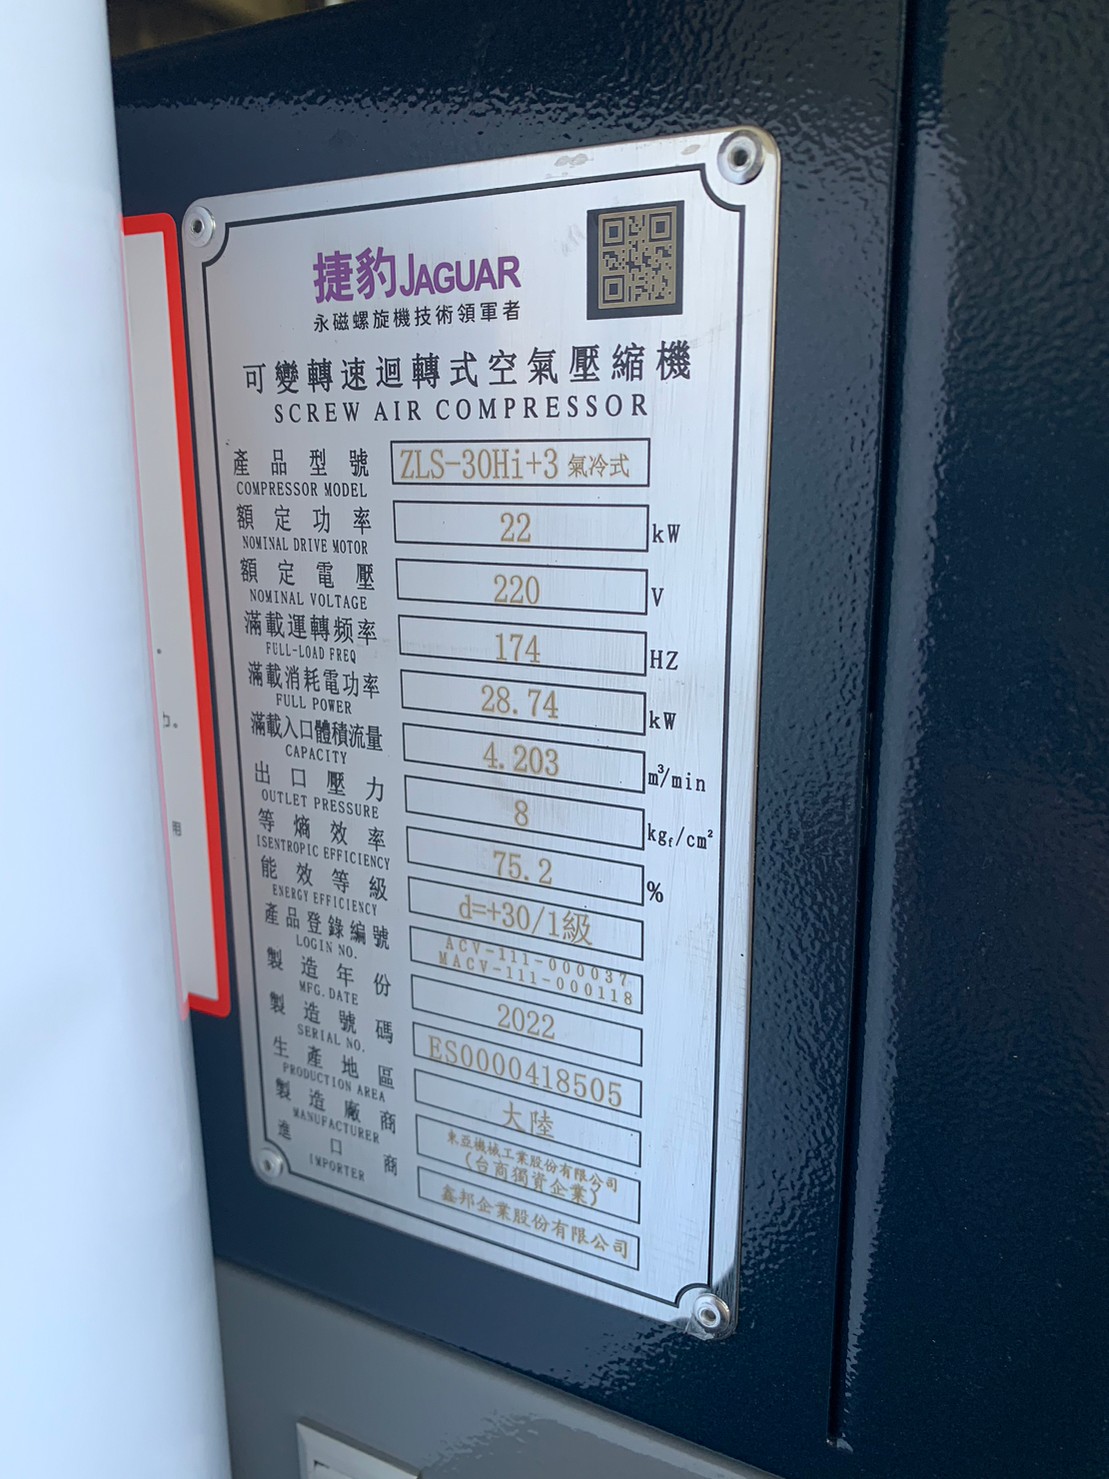 捷豹JAGUAR
永磁螺旋機技術領軍者
可變轉速迴轉式空氣壓縮機
SCREW AIR COMPRESSOR
產品型號 ZLS-30Hi+3 氣冷式
COMPRESSOR MODEL
額定功率 22 kW
NOMINAL DRIVE MOTOR
額定電壓 220 V
NOMINAL VOLTAGE
滿載運轉频率 174 HZ
FULL-LOAD FREQ
滿載消耗電功率 28.74 kW
FULL POWER
滿載入口體積流量 4.203 m³/min
CAPACITY
出口壓力 8 kgf/cm²
OUTLET PRESSURE
等熵效率 75.2 %
ISENTROPIC EFFICIENCY
能效等級 d=+30/1級
ENERGY EFFICIENCY
產品登錄編號 ACV-111-000037
MACV-111-000118
LOGIN NO.
製造年份 2022
MFG.DATE
製造號碼 ES0000418505
SERIAL NO.
生產地區 大陸
PRODUCTION AREA
製造廠商 東亞機械工業股份有限公司
(台商獨資企業)
MANUFACTURER
進口商 鑫邦企業股份有限公司
IMPORTER
力。
用